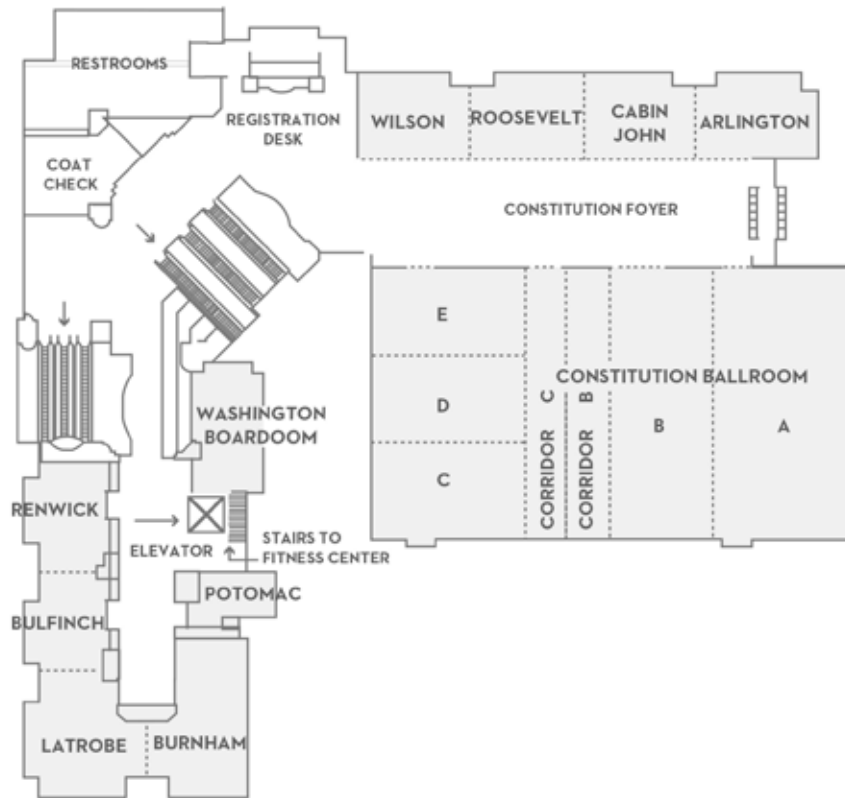 RESTROOMS
REGISTRATION
DESK
WILSON
ROOSEVELT
CABIN
JOHN
ARLINGTON
COAT
CHECK
CONSTITUTION FOYER
E
CONSTITUTION BALLROOM
D
C
CORRIDOR C
CORRIDOR B
B
A
WASHINGTON
BOARDOOM
RENWICK
ELEVATOR
STAIRS TO
FITNESS CENTER
POTOMAC
BULFINCH
LATROBE
BURNHAM